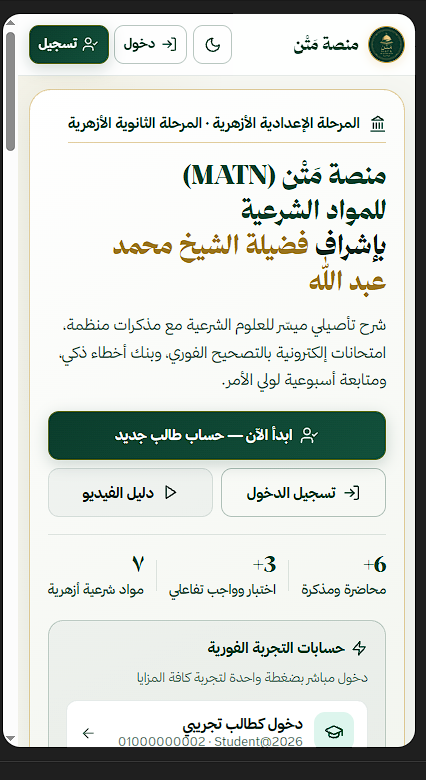 منصة مَتْن
دخول
تسجيل
المرحلة الإعدادية الأزهرية · المرحلة الثانوية الأزهرية
منصة مَتْن (MATN)
للمواد الشرعية
بإشراف فضيلة الشيخ محمد
عبد الله
شرح تأصيلي ميسّر للعلوم الشرعية مع مذكرات منظمة،
امتحانات إلكترونية بالتصحيح الفوري، وبنك أخطاء ذكي،
ومتابعة أسبوعية لولي الأمر.
ابدأ الآن — حساب طالب جديد
تسجيل الدخول
دليل الفيديو
6+
3+
٧
محاضرة ومذكرة
اختبار وواجب تفاعلي
مواد شرعية أزهرية
حسابات التجربة الفورية
دخول مباشر بضغطة واحدة لتجربة كافة المزايا
دخول كطالب تجريبي
01000000002 · Student@2026